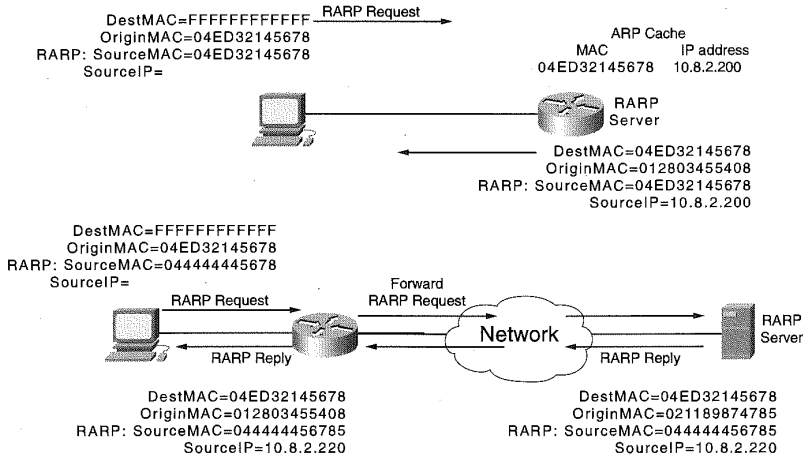 DestMAC=FFFFFFFFFFFF
RARP Request
OriginMAC=04ED32145678
RARP: SourceMAC=04ED32145678
SourceIP=
ARP Cache
MAC IP address
04ED32145678 10.8.2.200
RARP
Server
DestMAC=04ED32145678
OriginMAC=012803455408
RARP: SourceMAC=04ED32145678
SourceIP=10.8.2.200
DestMAC=FFFFFFFFFFFF
OriginMAC=04ED32145678
RARP: SourceMAC=044444445678
SourceIP=
RARP Request
Forward
RARP Request
Network
RARP
Server
RARP Reply
RARP Reply
DestMAC=04ED32145678
OriginMAC=012803455408
RARP: SourceMAC=044444456785
SourceIP=10.8.2.220
DestMAC=04ED32145678
OriginMAC=021189874785
RARP: SourceMAC=044444456785
SourceIP=10.8.2.220